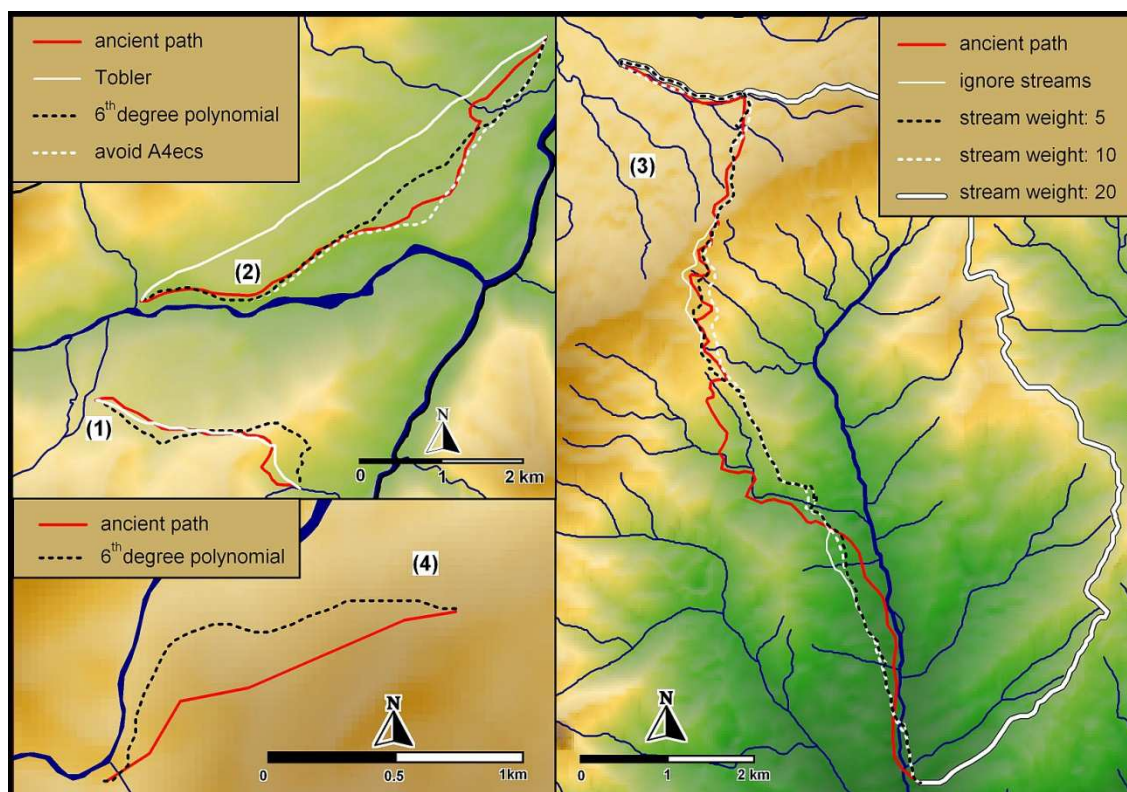 ancient path
Tobler
6th degree polynomial
avoid A4ecs
(2)
(1)
N
0 1 2 km
ancient path
6th degree polynomial
(4)
N
0 0.5 1km
ancient path
ignore streams
stream weight: 5
stream weight: 10
stream weight: 20
(3)
N
0 1 2 km